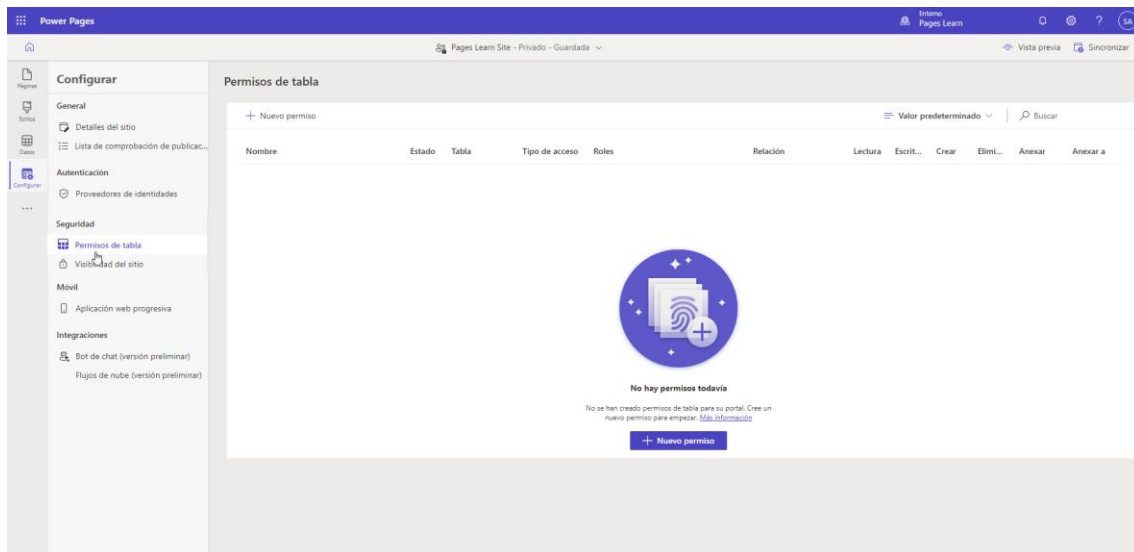 Power Pages
Entorno
Pages Learn
SA
Pages Learn Site - Privado - Guardada
Vista previa
Sincronizar
Páginas
Estilos
Datos
Configurar
Configurar
General
Detalles del sitio
Lista de comprobación de publicac...
Autenticación
Proveedores de identidades
Seguridad
Permisos de tabla
Visibilidad del sitio
Móvil
Aplicación web progresiva
Integraciones
Bot de chat (versión preliminar)
Flujos de nube (versión preliminar)
Permisos de tabla
Nuevo permiso
Valor predeterminado
Buscar
Nombre Estado Tabla Tipo de acceso Roles Relación Lectura Escrit... Crear Elimi... Anexar Anexar a
No hay permisos todavía
No se han creado permisos de tabla para su portal. Cree un
nuevo permiso para empezar. Más información
Nuevo permiso